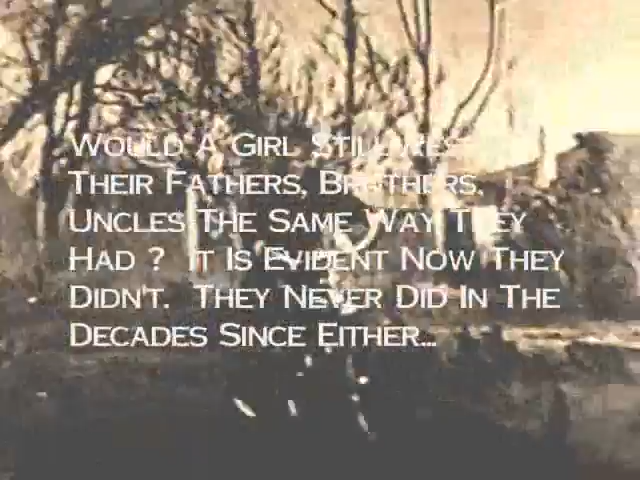 WOULD A GIRL STILL
THEIR FATHERS, BROTHERS,
UNCLES THE SAME WAY THEY
HAD ? IT IS EVIDENT NOW THEY
DIDN'T. THEY NEVER DID IN THE
DECADES SINCE EITHER...